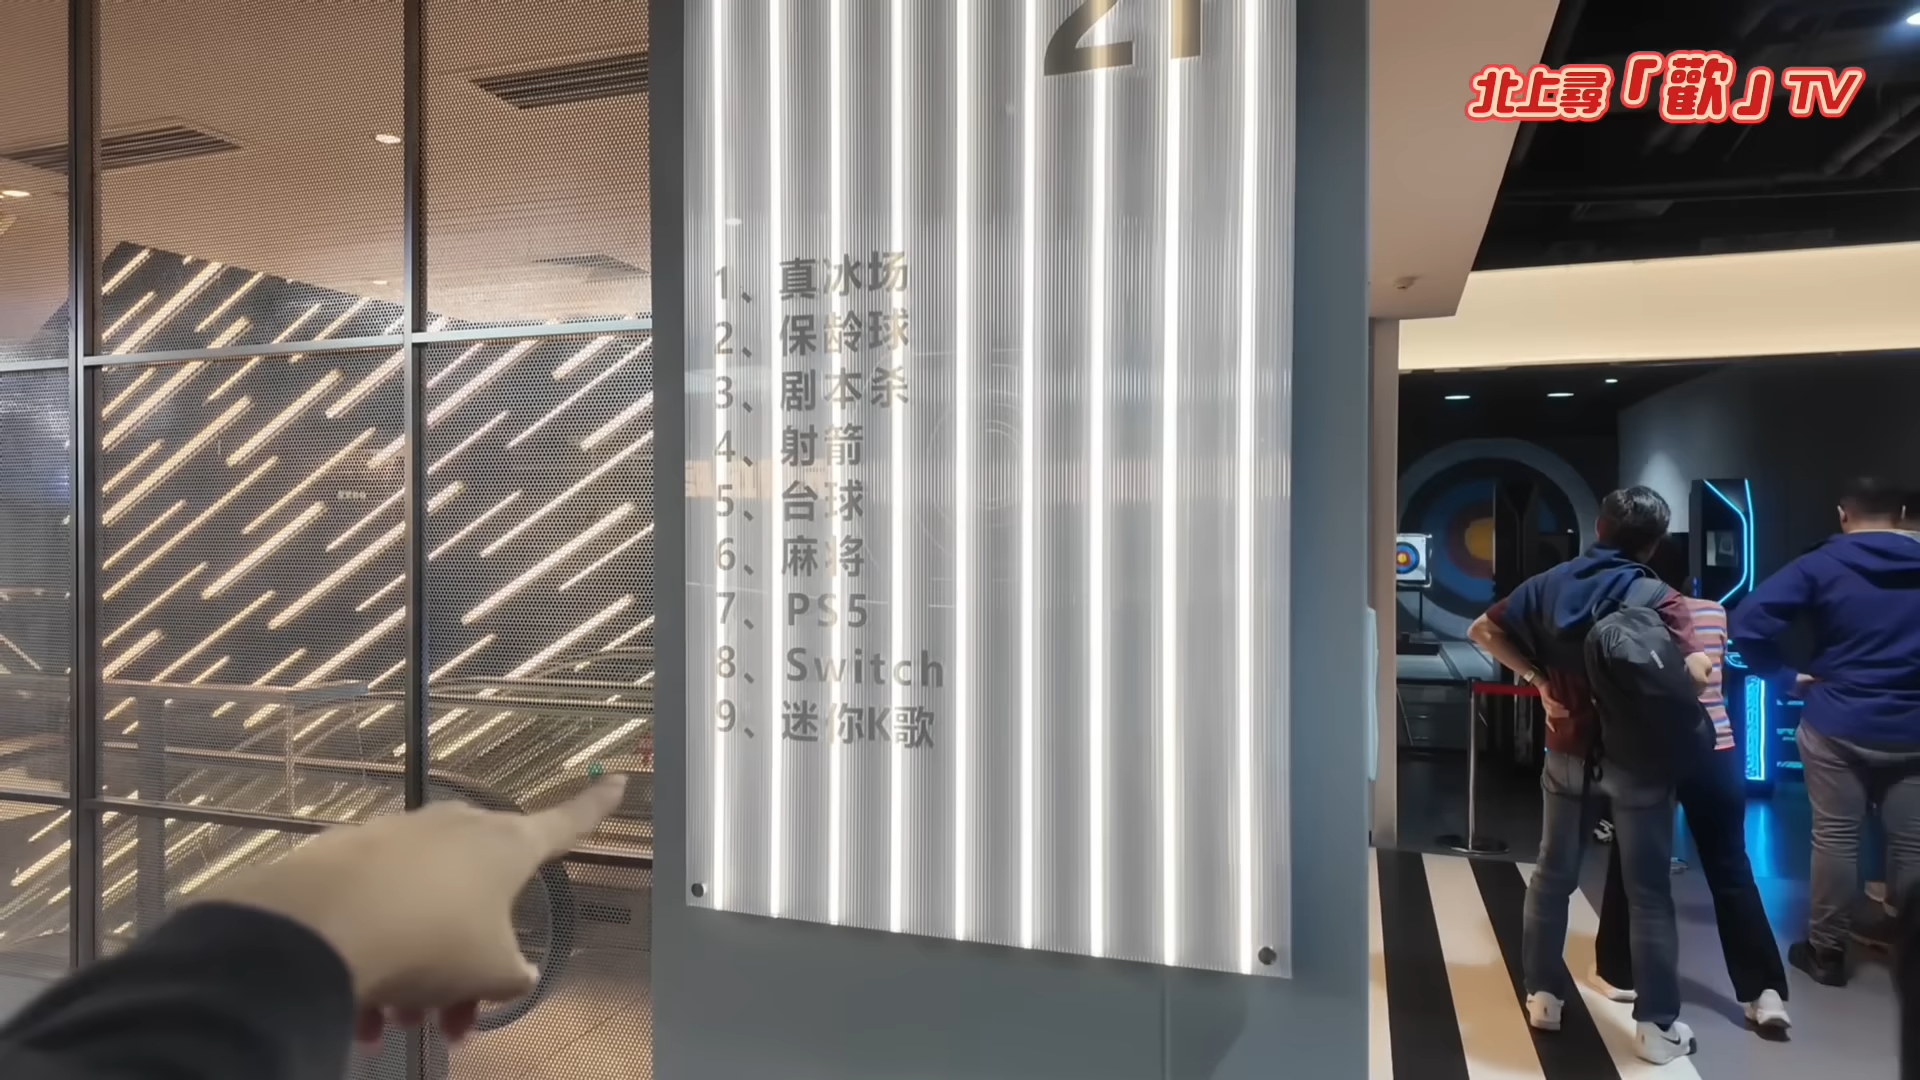 北上尋「歡」TV
1、真冰场
2、保龄球
3、剧本杀
4、射箭
5、台球
6、麻将
7、PS5
8、Switch
9、迷你K歌